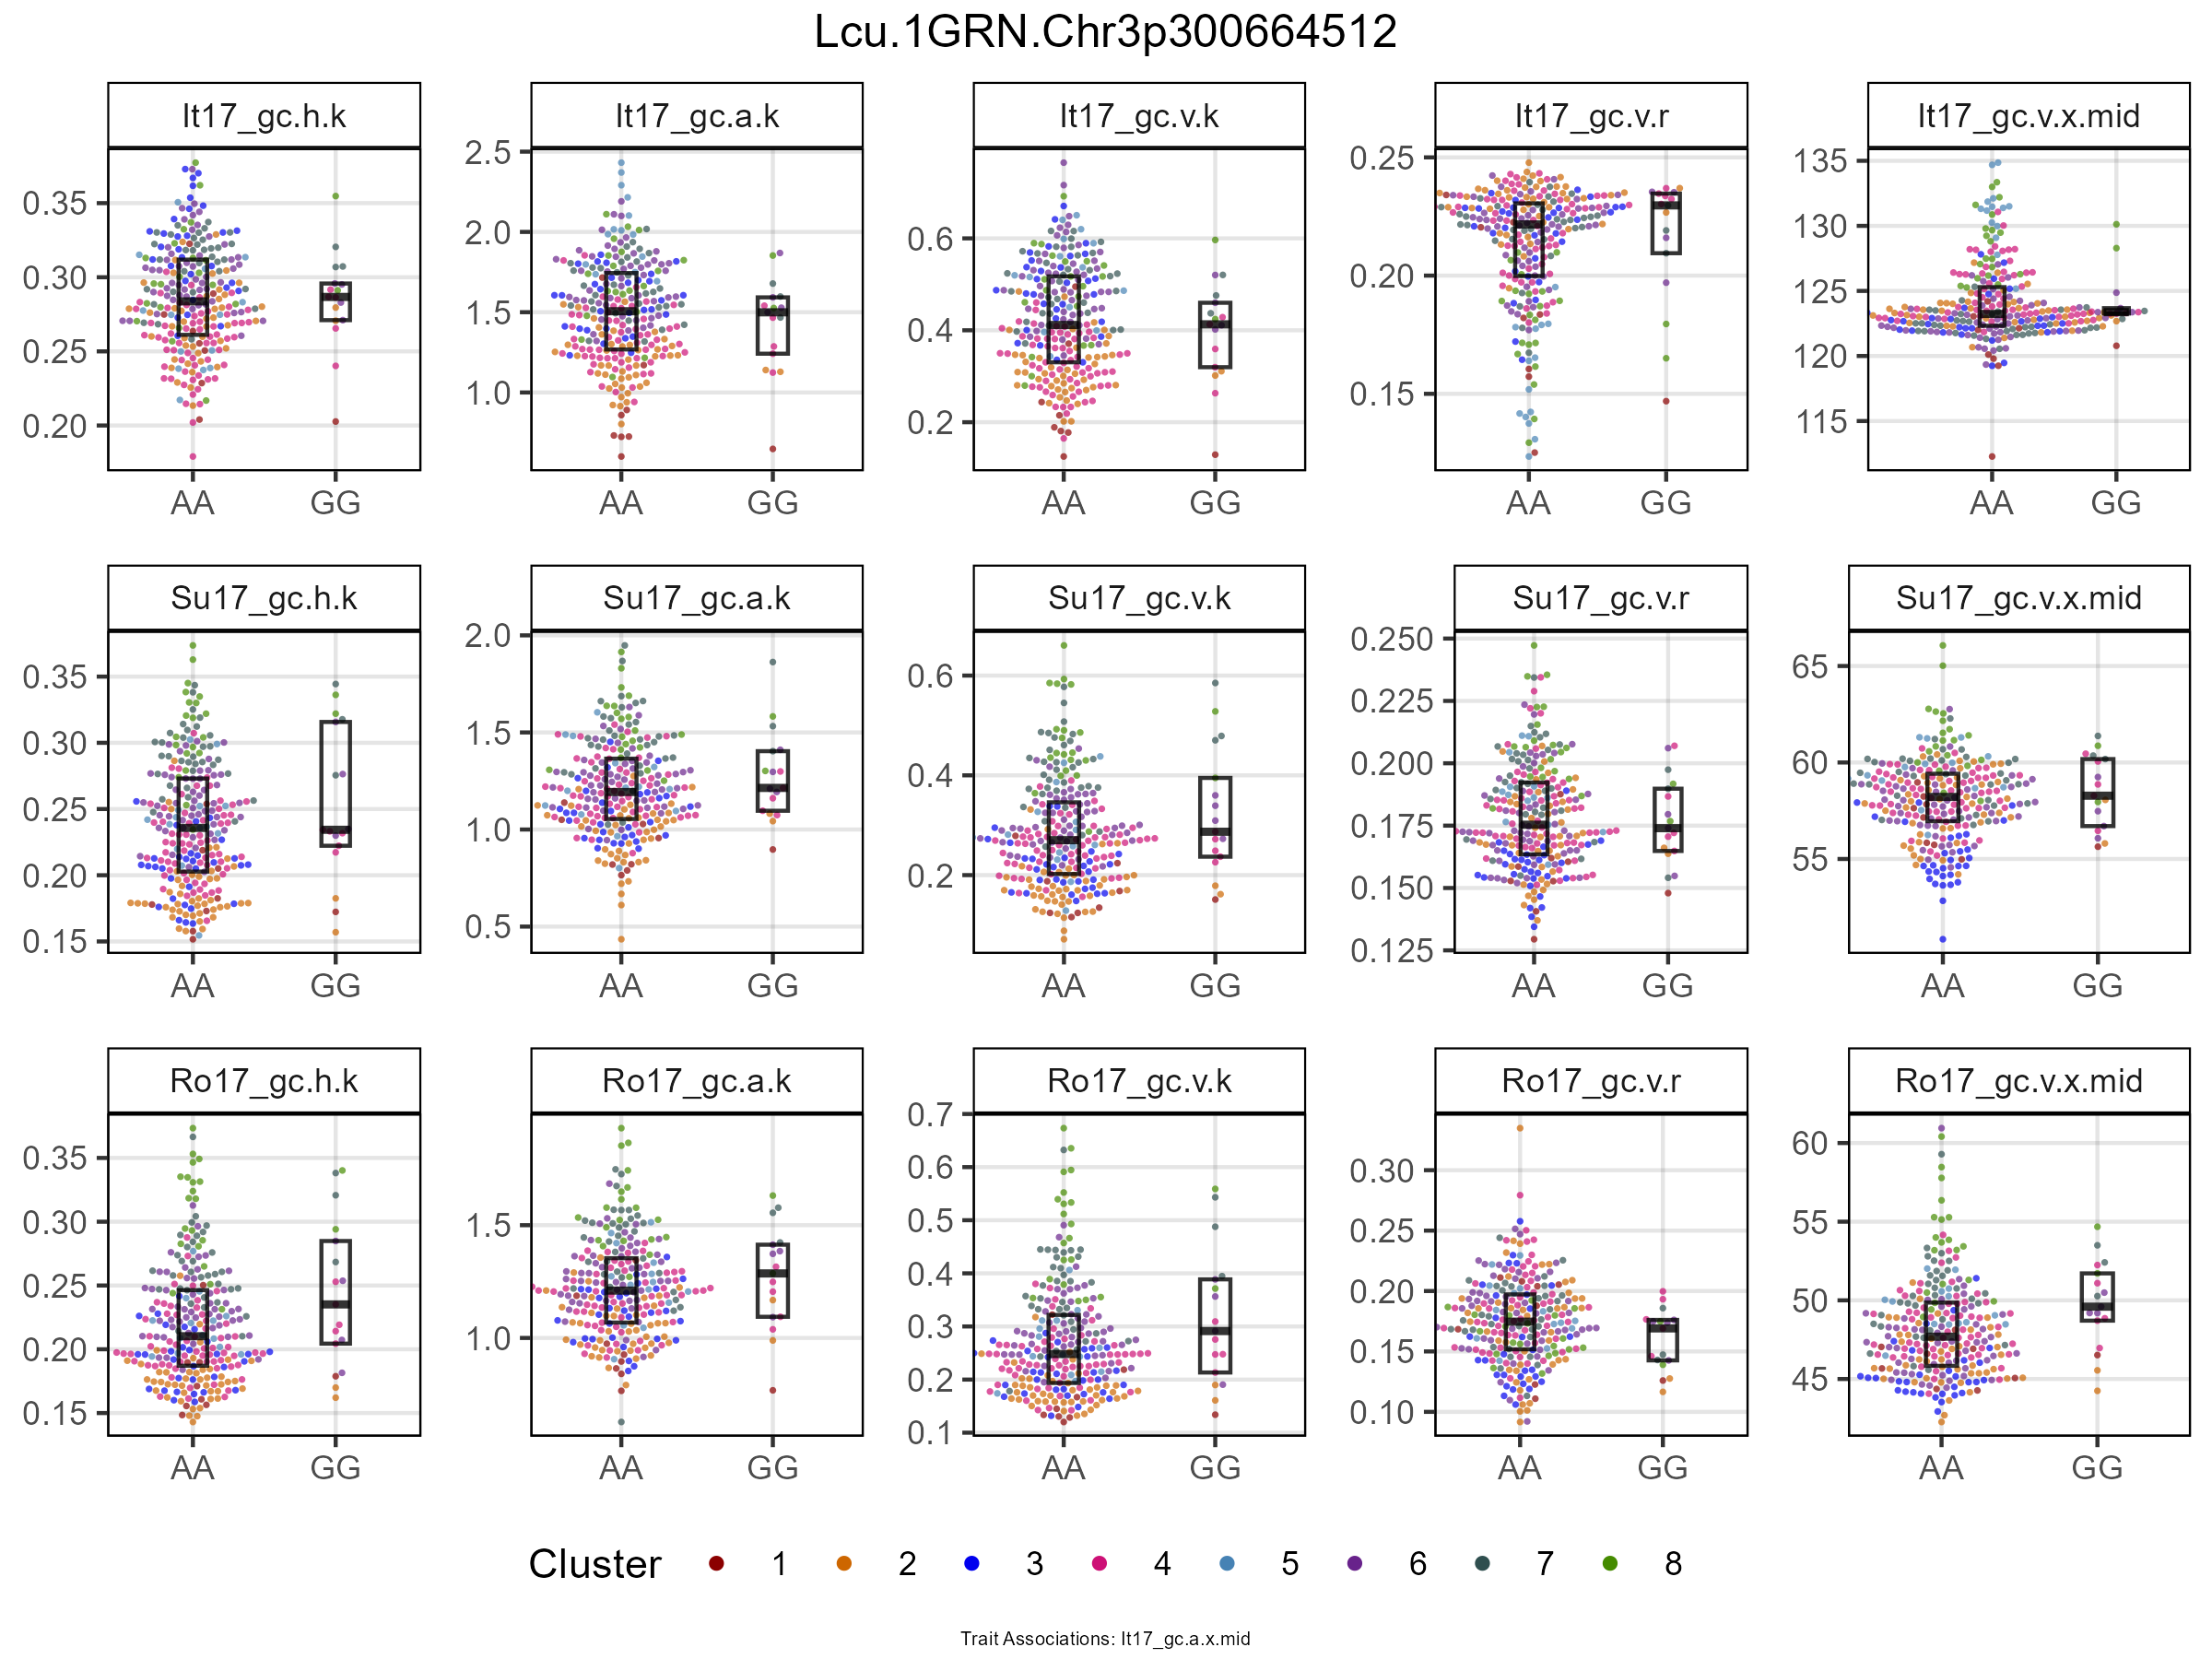 Lcu.1GRN.Chr3p300664512
It17_gc.h.k
It17_gc.a.k
It17_gc.v.k
It17_gc.v.r
It17_gc.v.x.mid
0.35
0.30
0.25
0.20
2.5
2.0
1.5
1.0
0.6
0.4
0.2
0.25
0.20
0.15
135
130
125
120
115
AA GG
AA GG
AA GG
AA GG
AA GG
Su17_gc.h.k
Su17_gc.a.k
Su17_gc.v.k
Su17_gc.v.r
Su17_gc.v.x.mid
0.35
0.30
0.25
0.20
0.15
2.0
1.5
1.0
0.5
0.6
0.4
0.2
0.250
0.225
0.200
0.175
0.150
0.125
65
60
55
AA GG
AA GG
AA GG
AA GG
AA GG
Ro17_gc.h.k
Ro17_gc.a.k
Ro17_gc.v.k
Ro17_gc.v.r
Ro17_gc.v.x.mid
0.35
0.30
0.25
0.20
0.15
1.5
1.0
0.7
0.6
0.5
0.4
0.3
0.2
0.1
0.30
0.25
0.20
0.15
0.10
60
55
50
45
AA GG
AA GG
AA GG
AA GG
AA GG
Cluster 1 2 3 4 5 6 7 8
Trait Associations: It17_gc.a.x.mid